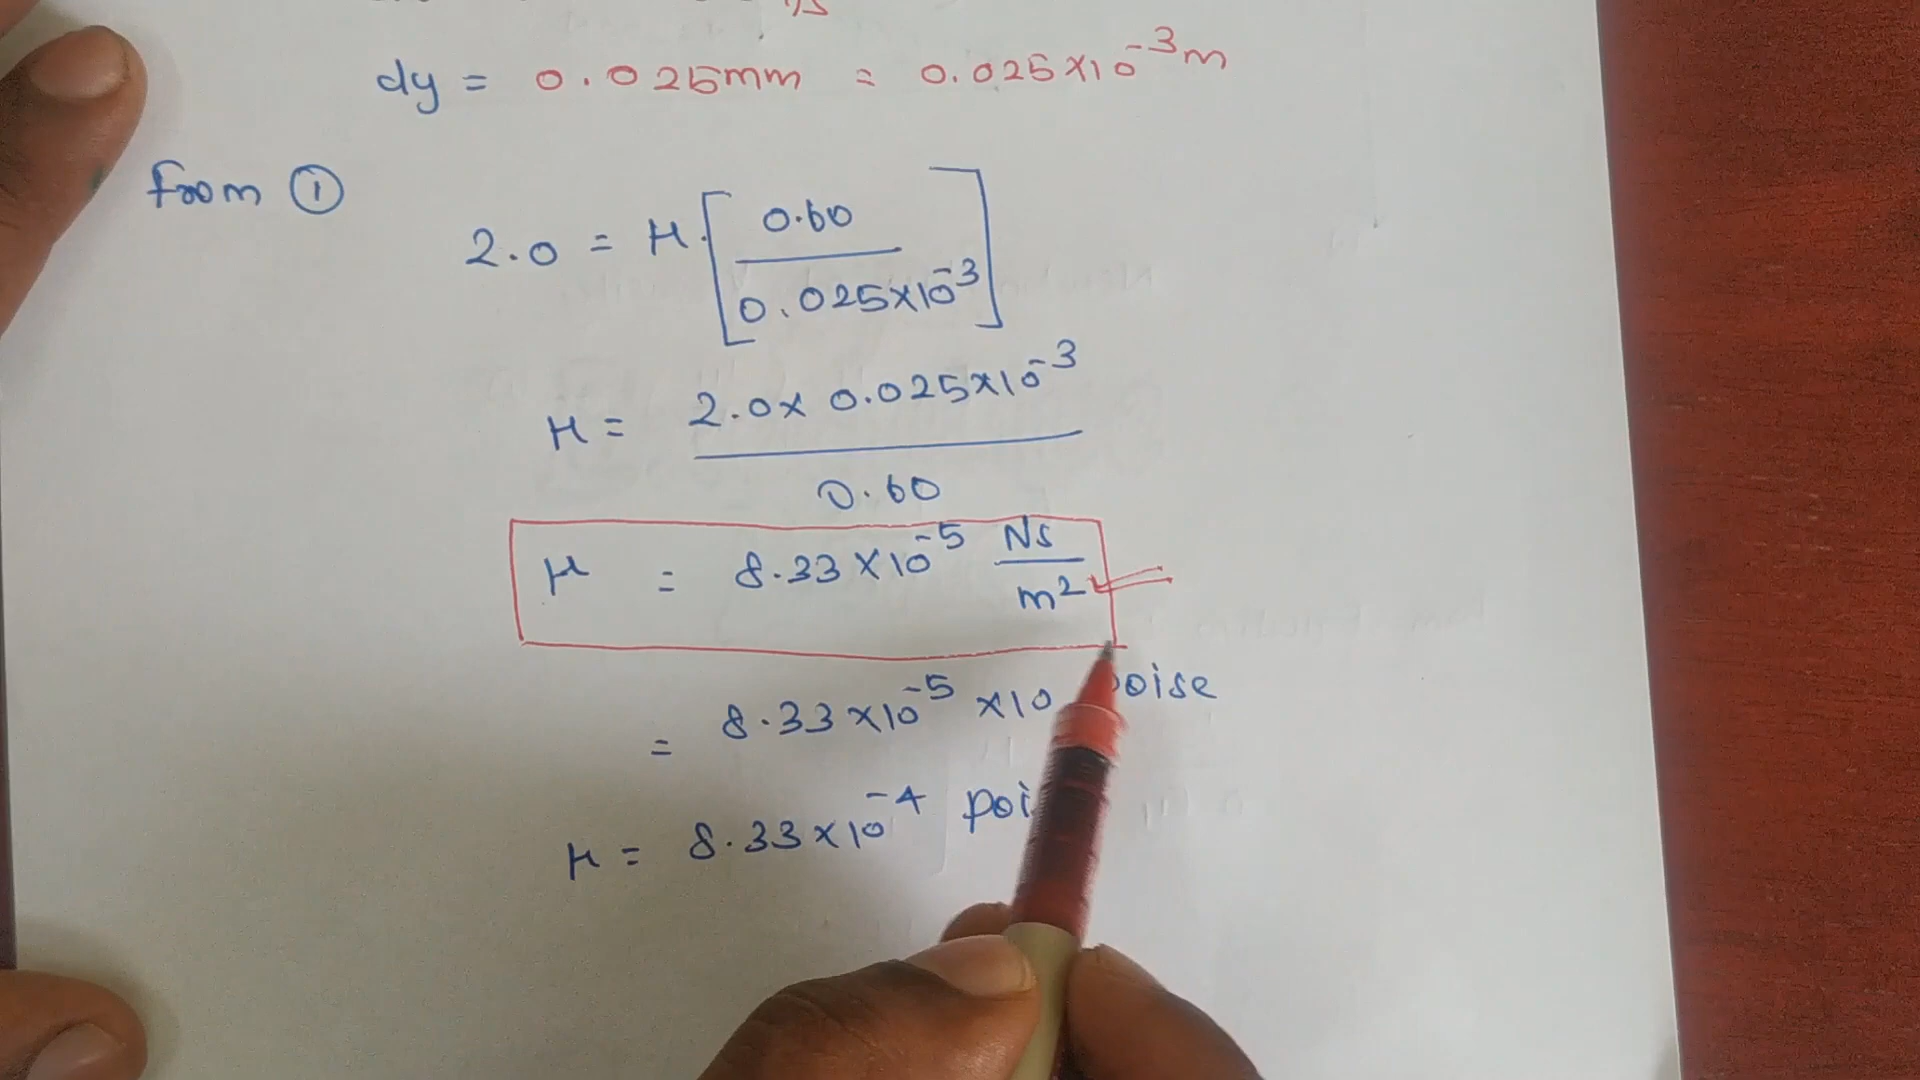 dy = 0.025mm = 0.025×10⁻³m
From ①
2.0 = μ.[0.60 / 0.025×10⁻³]
μ = 2.0× 0.025×10⁻³ / 0.60
μ = 8.33×10⁻⁵ Ns/m²
= 8.33×10⁻⁵ ×10 poise
μ = 8.33×10⁻⁴ poi